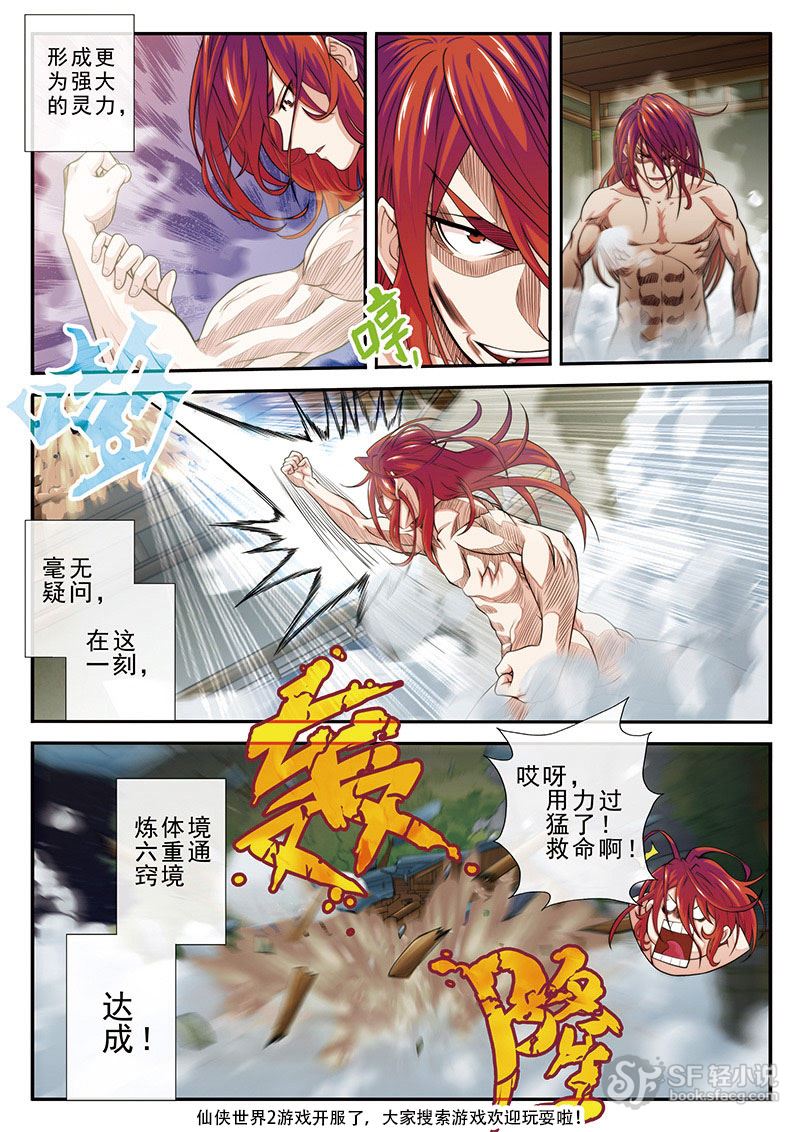 形成更
为强大
的灵力，
哼，
毫无
疑问，
在这
一刻，
轰
隆
哎呀，
用力过
猛了！
救命啊！
炼体境
六重通
窍境
达成！
SF轻小说
book.sfacg.com
仙侠世界2游戏开服了，大家搜索游戏欢迎玩耍啦！